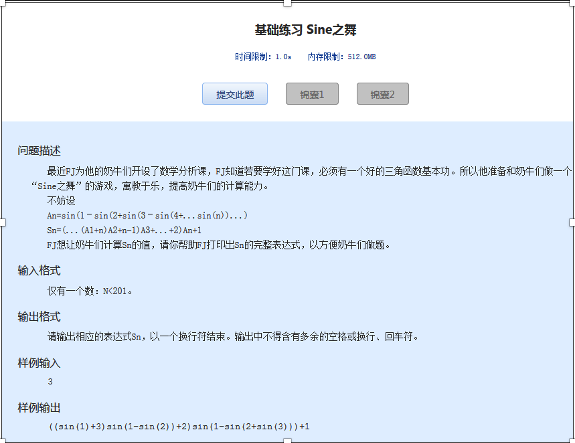 基础练习 Sine之舞
时间限制：1.0s 内存限制：512.0MB
提交此题 锦囊1 锦囊2
问题描述
最近FJ为他的奶牛们开设了数学分析课，FJ知道若要学好这门课，必须有一个好的三角函数基本功。所以他准备和奶牛们做一个
“Sine之舞”的游戏，寓教于乐，提高奶牛们的计算能力。
不妨设
An=sin(1–sin(2+sin(3–sin(4+...sin(n))...)
Sn=(...(A1+n)A2+n-1)A3+...+2)An+1
FJ想让奶牛们计算Sn的值，请你帮助FJ打印出Sn的完整表达式，以方便奶牛们做题。
输入格式
仅有一个数：N<201。
输出格式
请输出相应的表达式Sn，以一个换行符结束。输出中不得含有多余的空格或换行、回车符。
样例输入
3
样例输出
((sin(1)+3)sin(1–sin(2))+2)sin(1–sin(2+sin(3)))+1